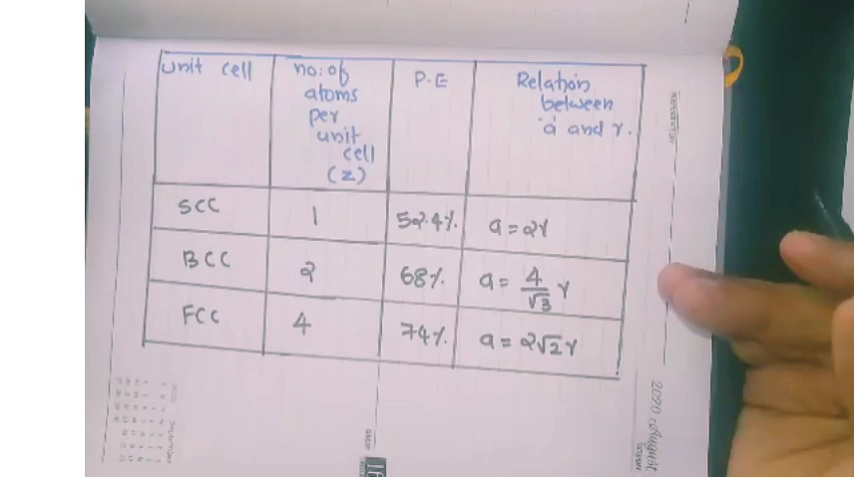 unit cell
no: of
atoms
per
unit
cell
(z)
P.E
Relation
between
'a' and r.
SCC
1
52.4%.
a = 2r
BCC
2
68%.
a = 4/√3 r
FCC
4
74%.
a = 2√2 r
2020 August